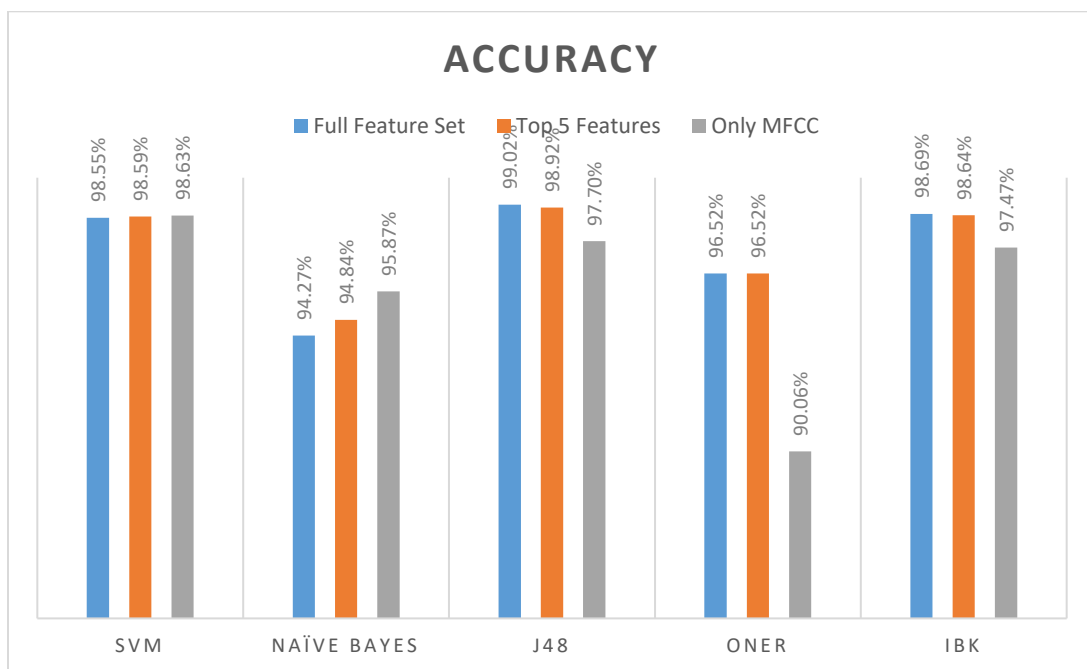 ACCURACY
Full Feature Set Top 5 Features Only MFCC
98.55% 98.59% 98.63% 94.27% 94.84% 95.87% 99.02% 98.92% 97.70% 96.52% 96.52% 90.06% 98.69% 98.64% 97.47%
SVM NAÏVE BAYES J48 ONER IBK